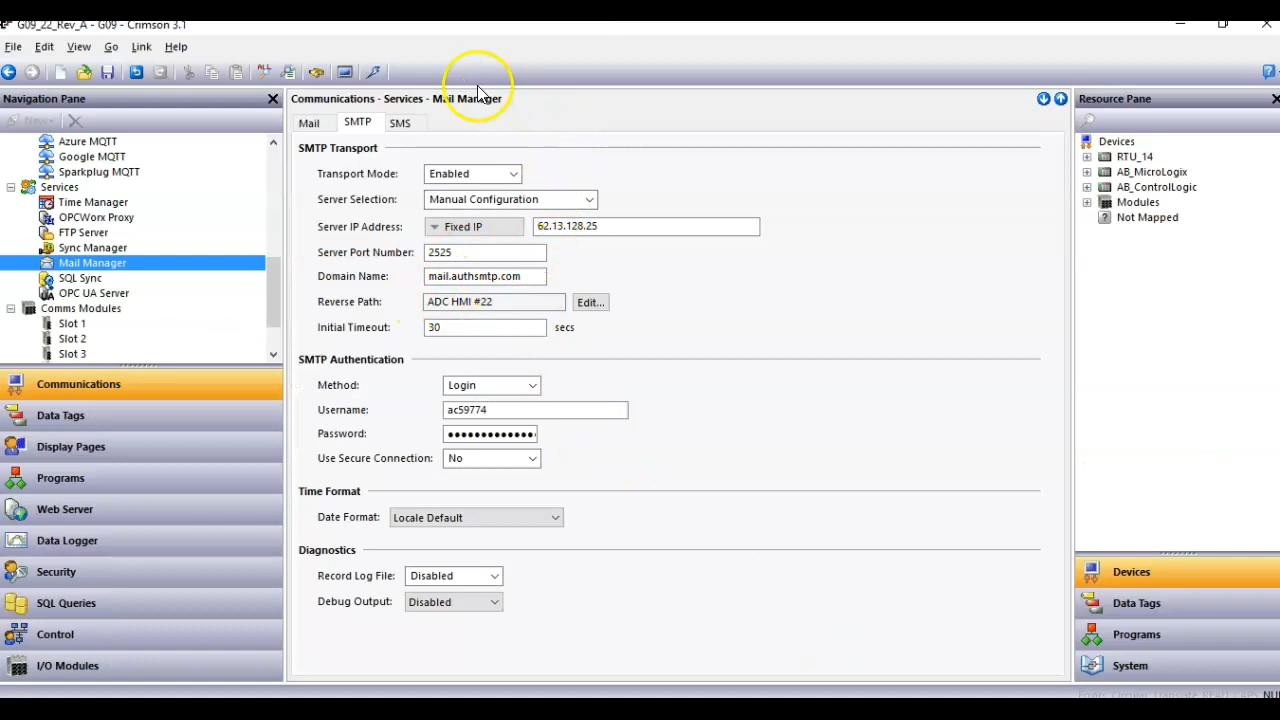 G09_22_Rev_A - G09 - Crimson 3.1
File Edit View Go Link Help
Navigation Pane
New
Azure MQTT
Google MQTT
Sparkplug MQTT
Services
Time Manager
OPCWorx Proxy
FTP Server
Sync Manager
Mail Manager
SQL Sync
OPC UA Server
Comms Modules
Slot 1
Slot 2
Slot 3
Communications
Data Tags
Display Pages
Programs
Web Server
Data Logger
Security
SQL Queries
Control
I/O Modules
Communications - Services - Mail Manager
Mail SMTP SMS
SMTP Transport
Transport Mode: Enabled
Server Selection: Manual Configuration
Server IP Address: Fixed IP 62.13.128.25
Server Port Number: 2525
Domain Name: mail.authsmtp.com
Reverse Path: ADC HMI #22 Edit...
Initial Timeout: 30 secs
SMTP Authentication
Method: Login
Username: ac59774
Password: ●●●●●●●●●●●●●●
Use Secure Connection: No
Time Format
Date Format: Locale Default
Diagnostics
Record Log File: Disabled
Debug Output: Disabled
Resource Pane
Devices
RTU_14
AB_MicroLogix
AB_ControlLogic
Modules
Not Mapped
Devices
Data Tags
Programs
System